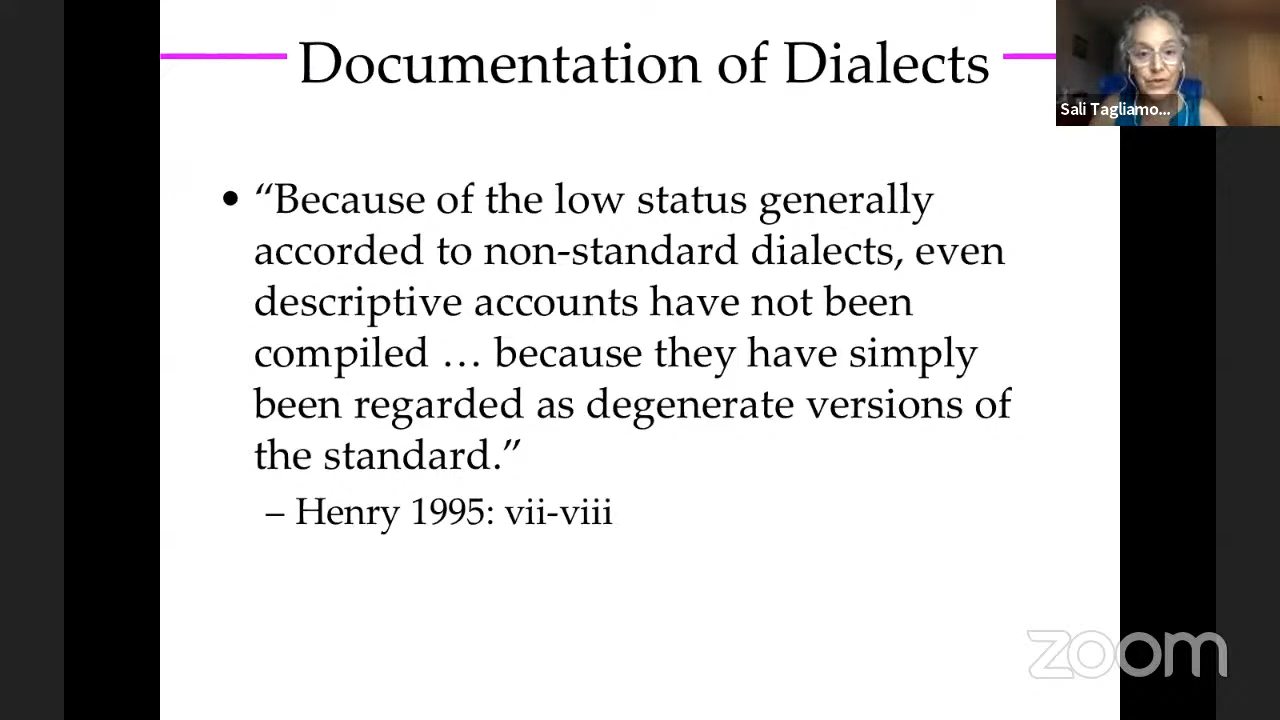 Documentation of Dialects
Sali Tagliamo...
• “Because of the low status generally
accorded to non-standard dialects, even
descriptive accounts have not been
compiled … because they have simply
been regarded as degenerate versions of
the standard.”
– Henry 1995: vii-viii
zoom